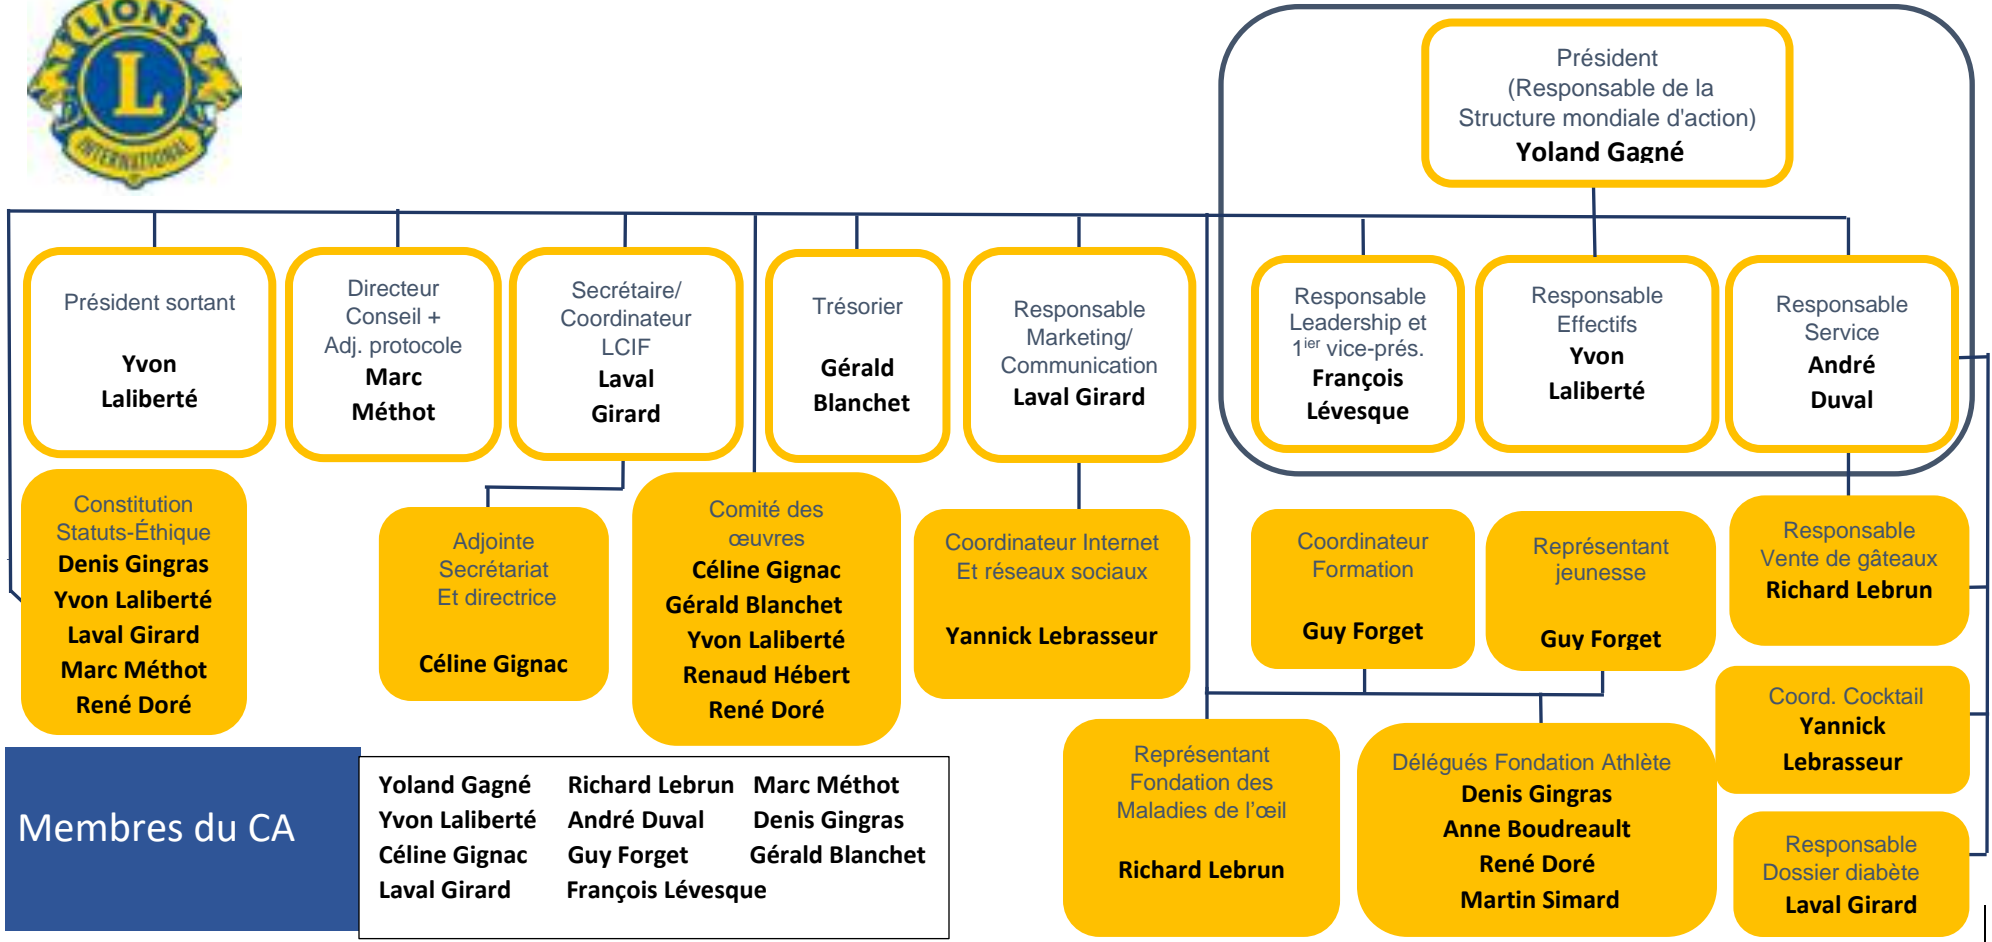 LIONS
L
INTERNATIONAL
Président
(Responsable de la
Structure mondiale d'action)
Yoland Gagné
Président sortant
Yvon
Laliberté
Directeur
Conseil +
Adj. protocole
Marc
Méthot
Secrétaire/
Coordinateur
LCIF
Laval
Girard
Trésorier
Gérald
Blanchet
Responsable
Marketing/
Communication
Laval Girard
Responsable
Leadership et
1ier vice-prés.
François
Lévesque
Responsable
Effectifs
Yvon
Laliberté
Responsable
Service
André
Duval
Constitution
Statuts-Éthique
Denis Gingras
Yvon Laliberté
Laval Girard
Marc Méthot
René Doré
Adjointe
Secrétariat
Et directrice
Céline Gignac
Comité des
œuvres
Céline Gignac
Gérald Blanchet
Yvon Laliberté
Renaud Hébert
René Doré
Coordinateur Internet
Et réseaux sociaux
Yannick Lebrasseur
Coordinateur
Formation
Guy Forget
Représentant
jeunesse
Guy Forget
Responsable
Vente de gâteaux
Richard Lebrun
Coord. Cocktail
Yannick
Lebrasseur
Représentant
Fondation des
Maladies de l'œil
Richard Lebrun
Délégués Fondation Athlète
Denis Gingras
Anne Boudreault
René Doré
Martin Simard
Responsable
Dossier diabète
Laval Girard
Membres du CA
Yoland Gagné Richard Lebrun Marc Méthot
Yvon Laliberté André Duval Denis Gingras
Céline Gignac Guy Forget Gérald Blanchet
Laval Girard François Lévesque